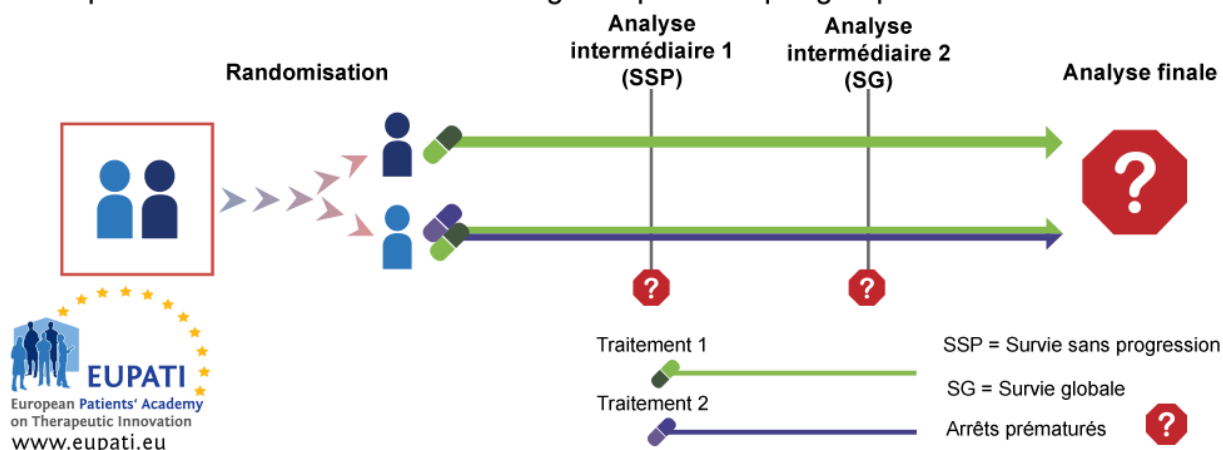 Randomisation
Analyse
intermédiaire 1
(SSP)
Analyse
intermédiaire 2
(SG)
Analyse finale
?
?
?
Traitement 1
Traitement 2
SSP = Survie sans progression
SG = Survie globale
Arrêts prématurés ?
EUPATI
European Patients' Academy
on Therapeutic Innovation
www.eupati.eu